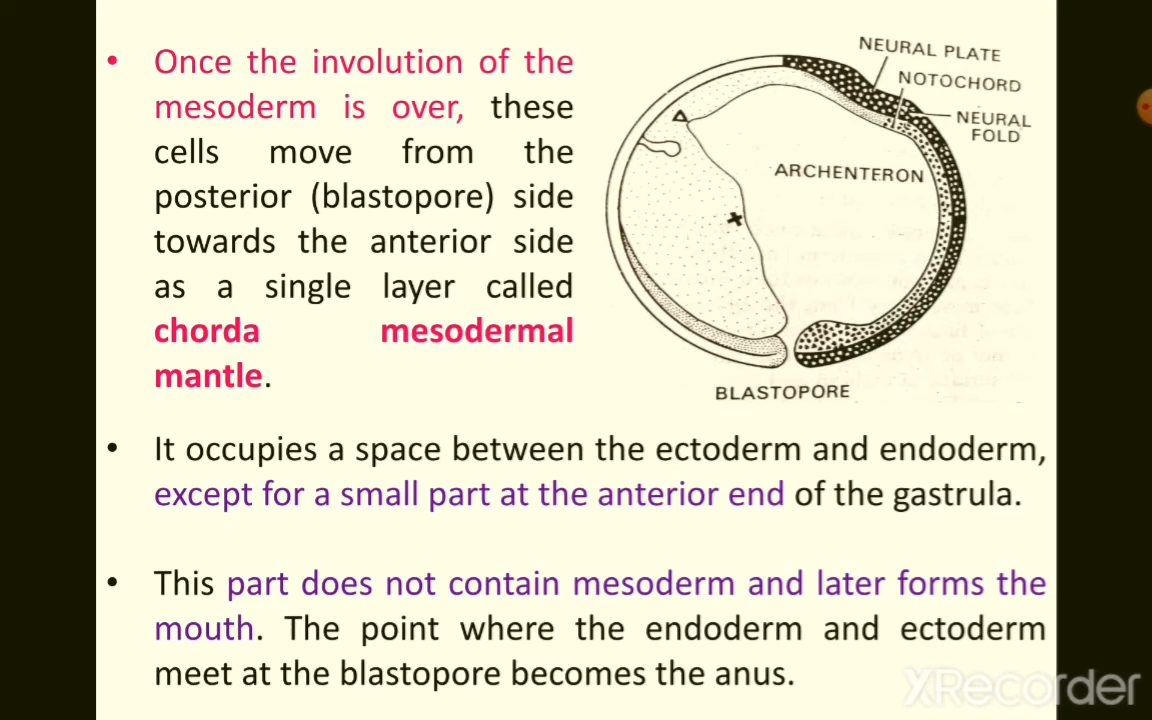 • Once the involution of the
mesoderm is over, these
cells move from the
posterior (blastopore) side
towards the anterior side
as a single layer called
chorda mesodermal
mantle.
NEURAL PLATE
NOTOCHORD
NEURAL
FOLD
ARCHENTERON
BLASTOPORE
• It occupies a space between the ectoderm and endoderm,
except for a small part at the anterior end of the gastrula.
• This part does not contain mesoderm and later forms the
mouth. The point where the endoderm and ectoderm
meet at the blastopore becomes the anus.
XRecorder